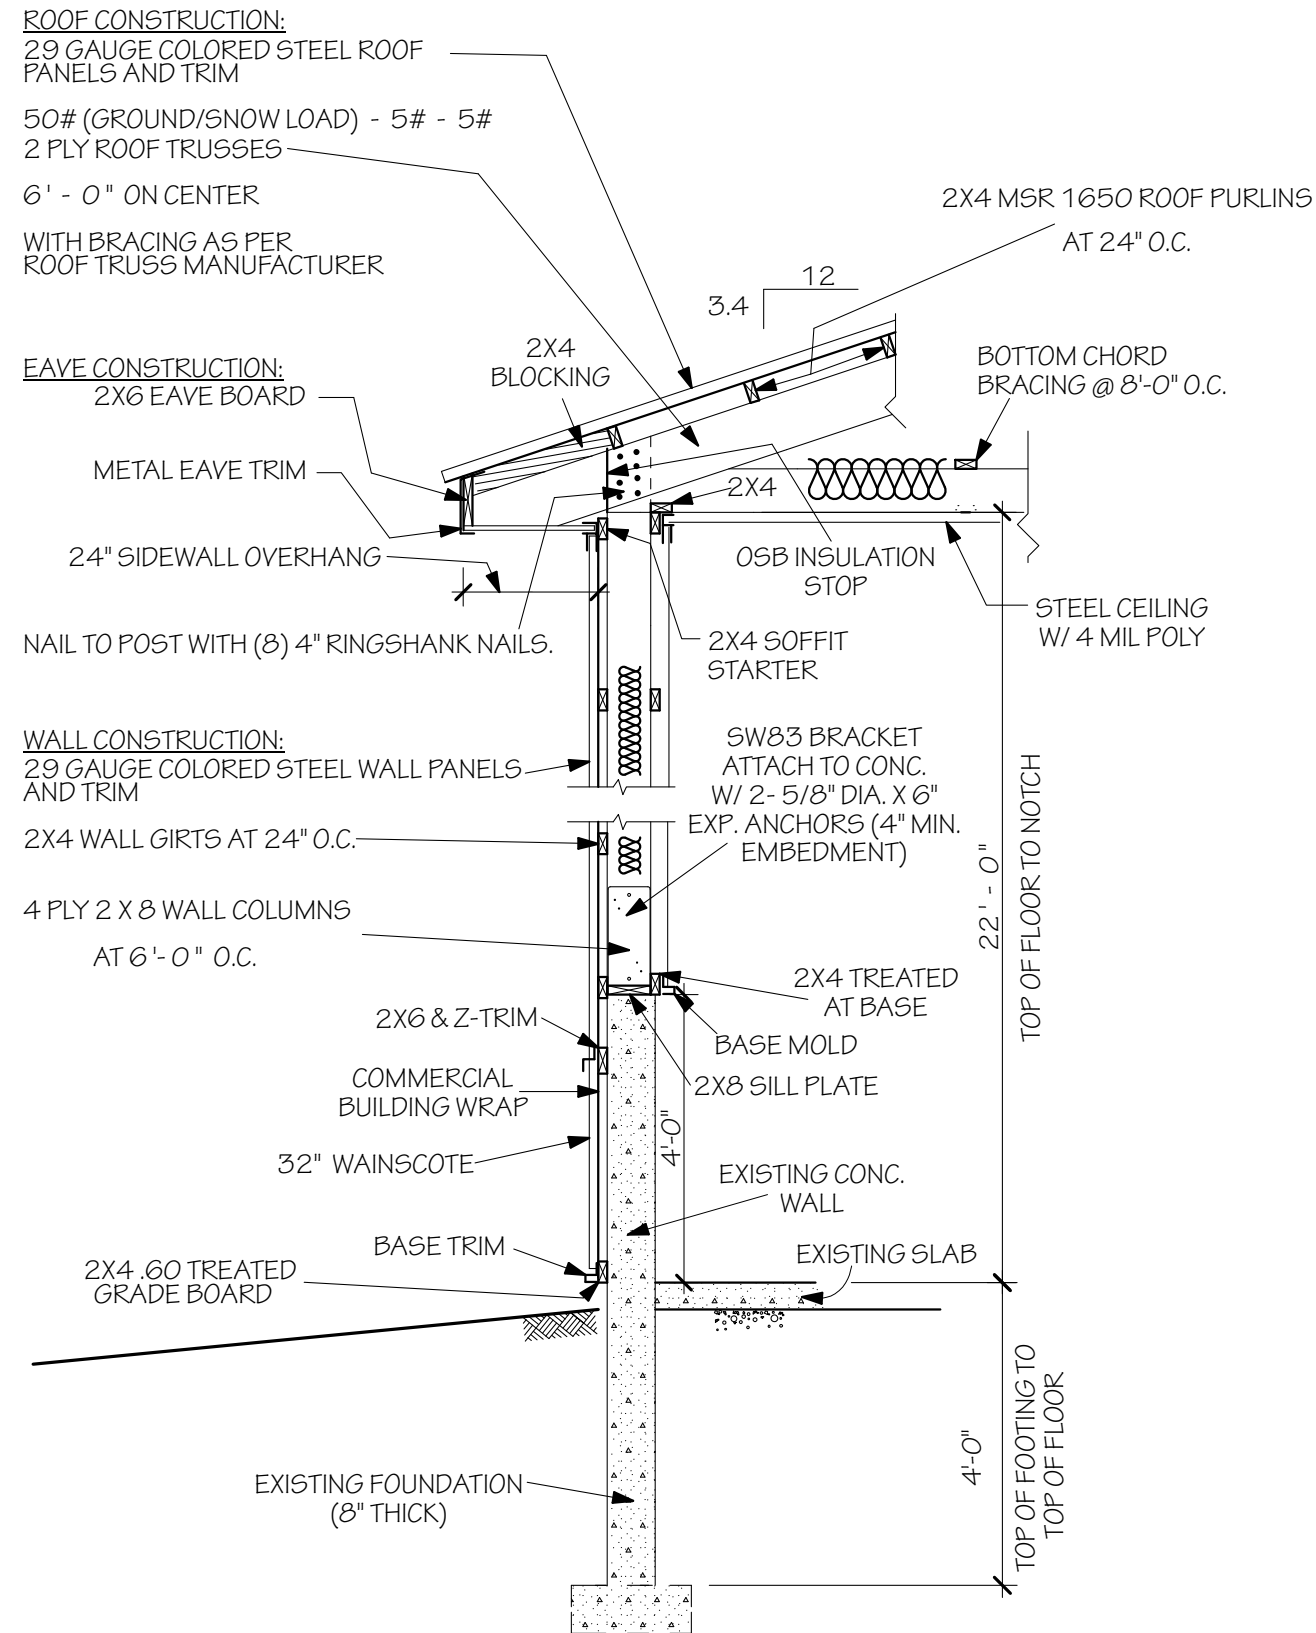 ROOF CONSTRUCTION:
29 GAUGE COLORED STEEL ROOF
PANELS AND TRIM
50# (GROUND/SNOW LOAD) - 5# - 5#
2 PLY ROOF TRUSSES
6' - 0" ON CENTER
WITH BRACING AS PER
ROOF TRUSS MANUFACTURER
2X4 MSR 1650 ROOF PURLINS
AT 24" O.C.
12
3.4
EAVE CONSTRUCTION:
2X6 EAVE BOARD
2X4
BLOCKING
BOTTOM CHORD
BRACING @ 8'-0" O.C.
METAL EAVE TRIM
2X4
24" SIDEWALL OVERHANG
OSB INSULATION
STOP
STEEL CEILING
W/ 4 MIL POLY
NAIL TO POST WITH (8) 4" RINGSHANK NAILS.
2X4 SOFFIT
STARTER
WALL CONSTRUCTION:
29 GAUGE COLORED STEEL WALL PANELS
AND TRIM
SW83 BRACKET
ATTACH TO CONC.
W/ 2- 5/8" DIA. X 6"
EXP. ANCHORS (4" MIN.
EMBEDMENT)
2X4 WALL GIRTS AT 24" O.C.
4 PLY 2 X 8 WALL COLUMNS
AT 6'-0" O.C.
22' - 0"
TOP OF FLOOR TO NOTCH
2X4 TREATED
AT BASE
2X6 & Z-TRIM
BASE MOLD
COMMERCIAL
BUILDING WRAP
2X8 SILL PLATE
4'-0"
32" WAINSCOTE
EXISTING CONC.
WALL
BASE TRIM
EXISTING SLAB
2X4 .60 TREATED
GRADE BOARD
4'-0"
TOP OF FOOTING TO
TOP OF FLOOR
EXISTING FOUNDATION
(8" THICK)